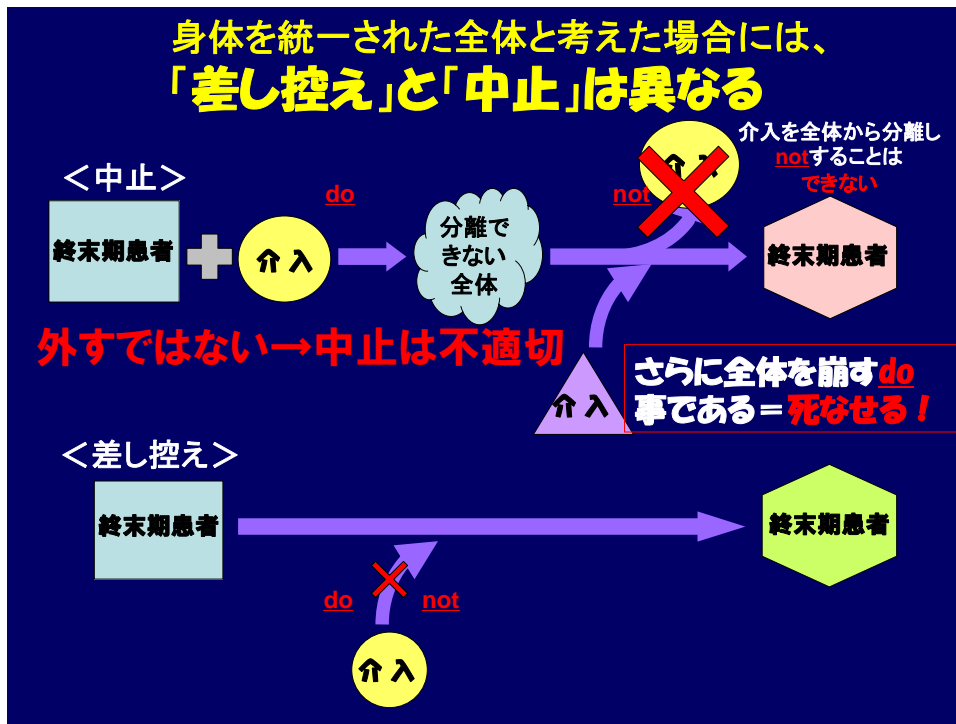 身体を統一された全体と考えた場合には、
「差し控え」と「中止」は異なる
介入を全体から分離し
notすることは
できない
＜中止＞
do
not
介入
終末期患者
介入
分離で
きない
全体
終末期患者
外すではない→中止は不適切
さらに全体を崩すdo
事である＝死なせる！
介入
＜差し控え＞
終末期患者
終末期患者
do not
介入